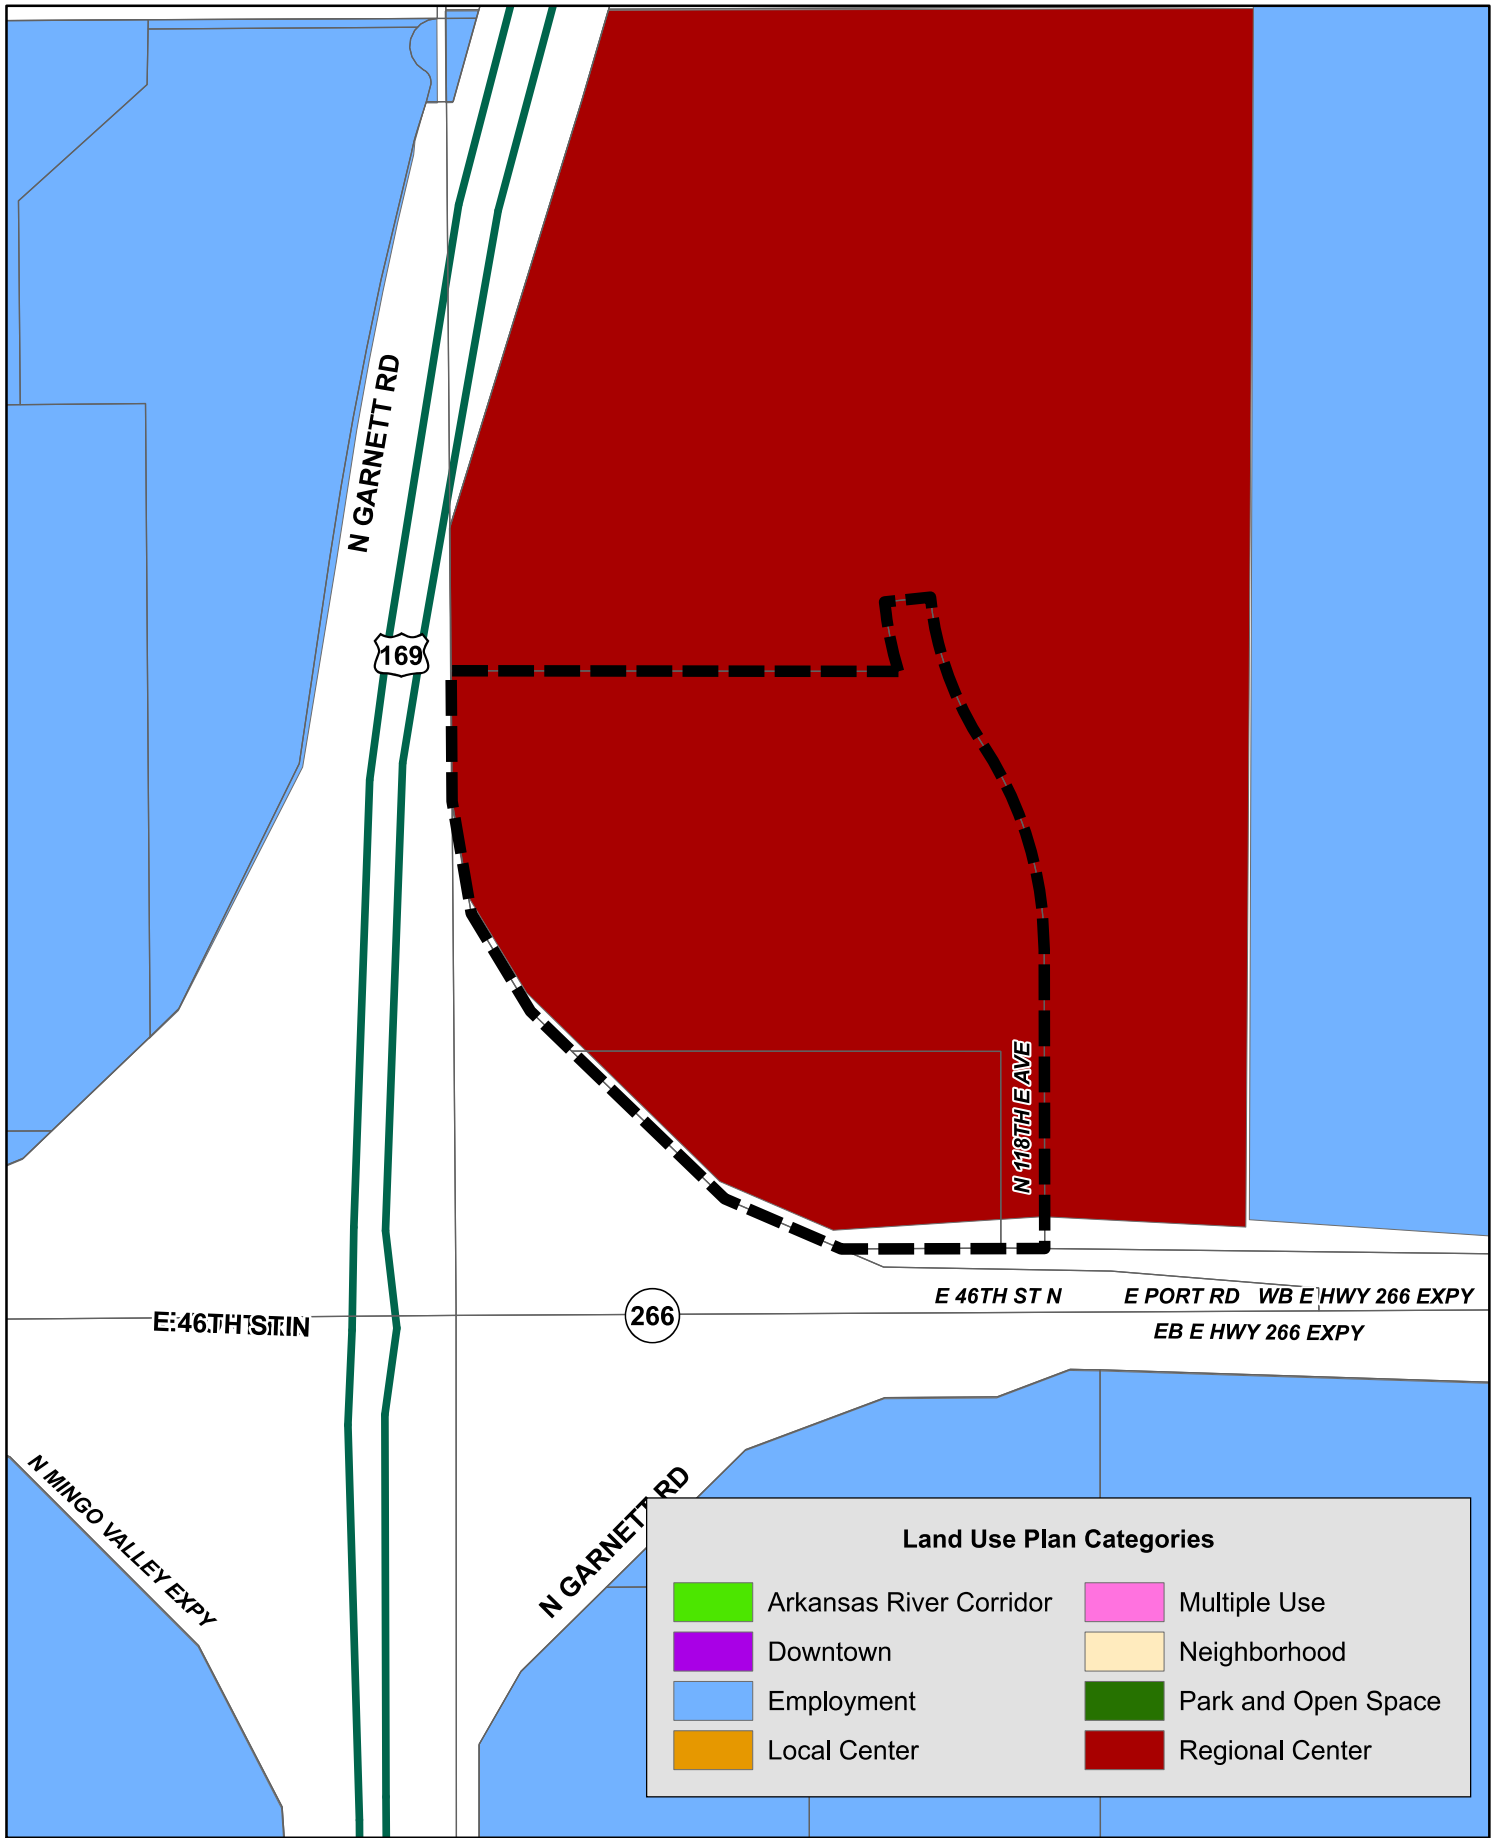 N GARNETT RD
169
N 118TH E AVE
E 46TH ST N
E PORT RD
WB E HWY 266 EXPY
266
EB E HWY 266 EXPY
N MINGO VALLEY EXPY
N GARNETT RD
Land Use Plan Categories
Arkansas River Corridor
Downtown
Employment
Local Center
Multiple Use
Neighborhood
Park and Open Space
Regional Center